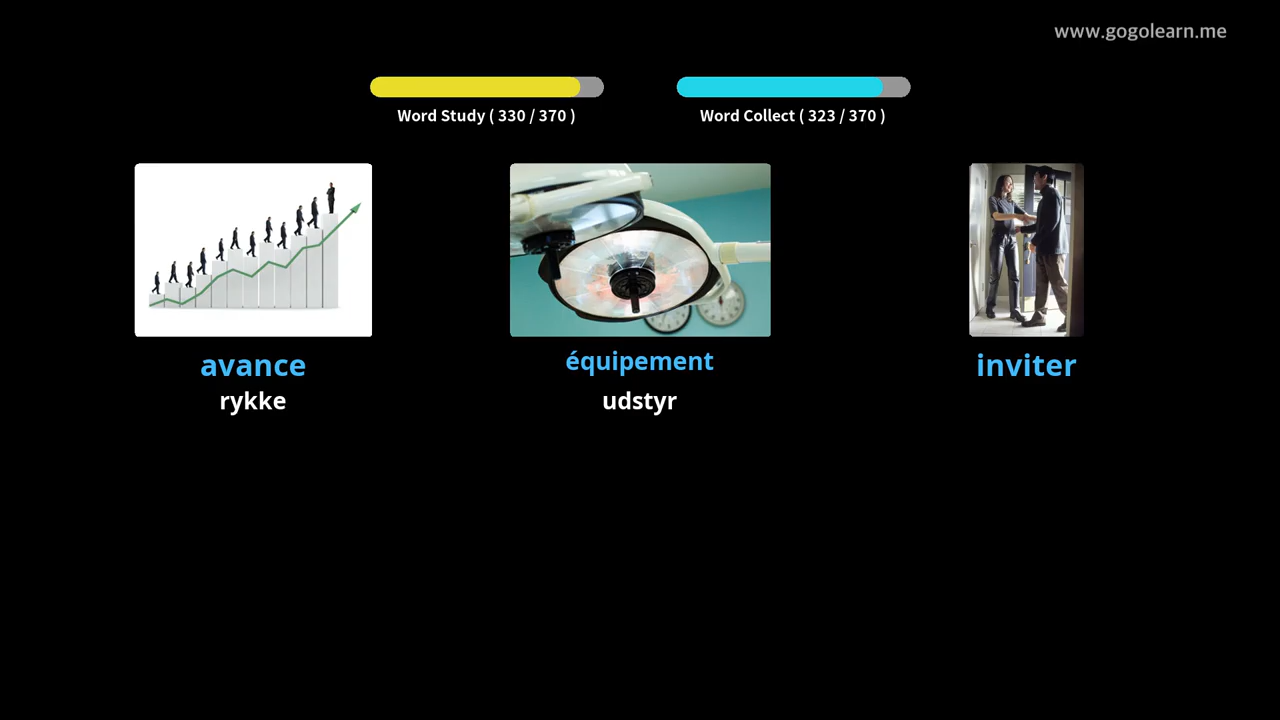 www.gogolearn.me
Word Study ( 330 / 370 )
Word Collect ( 323 / 370 )
avance
rykke
équipement
udstyr
inviter